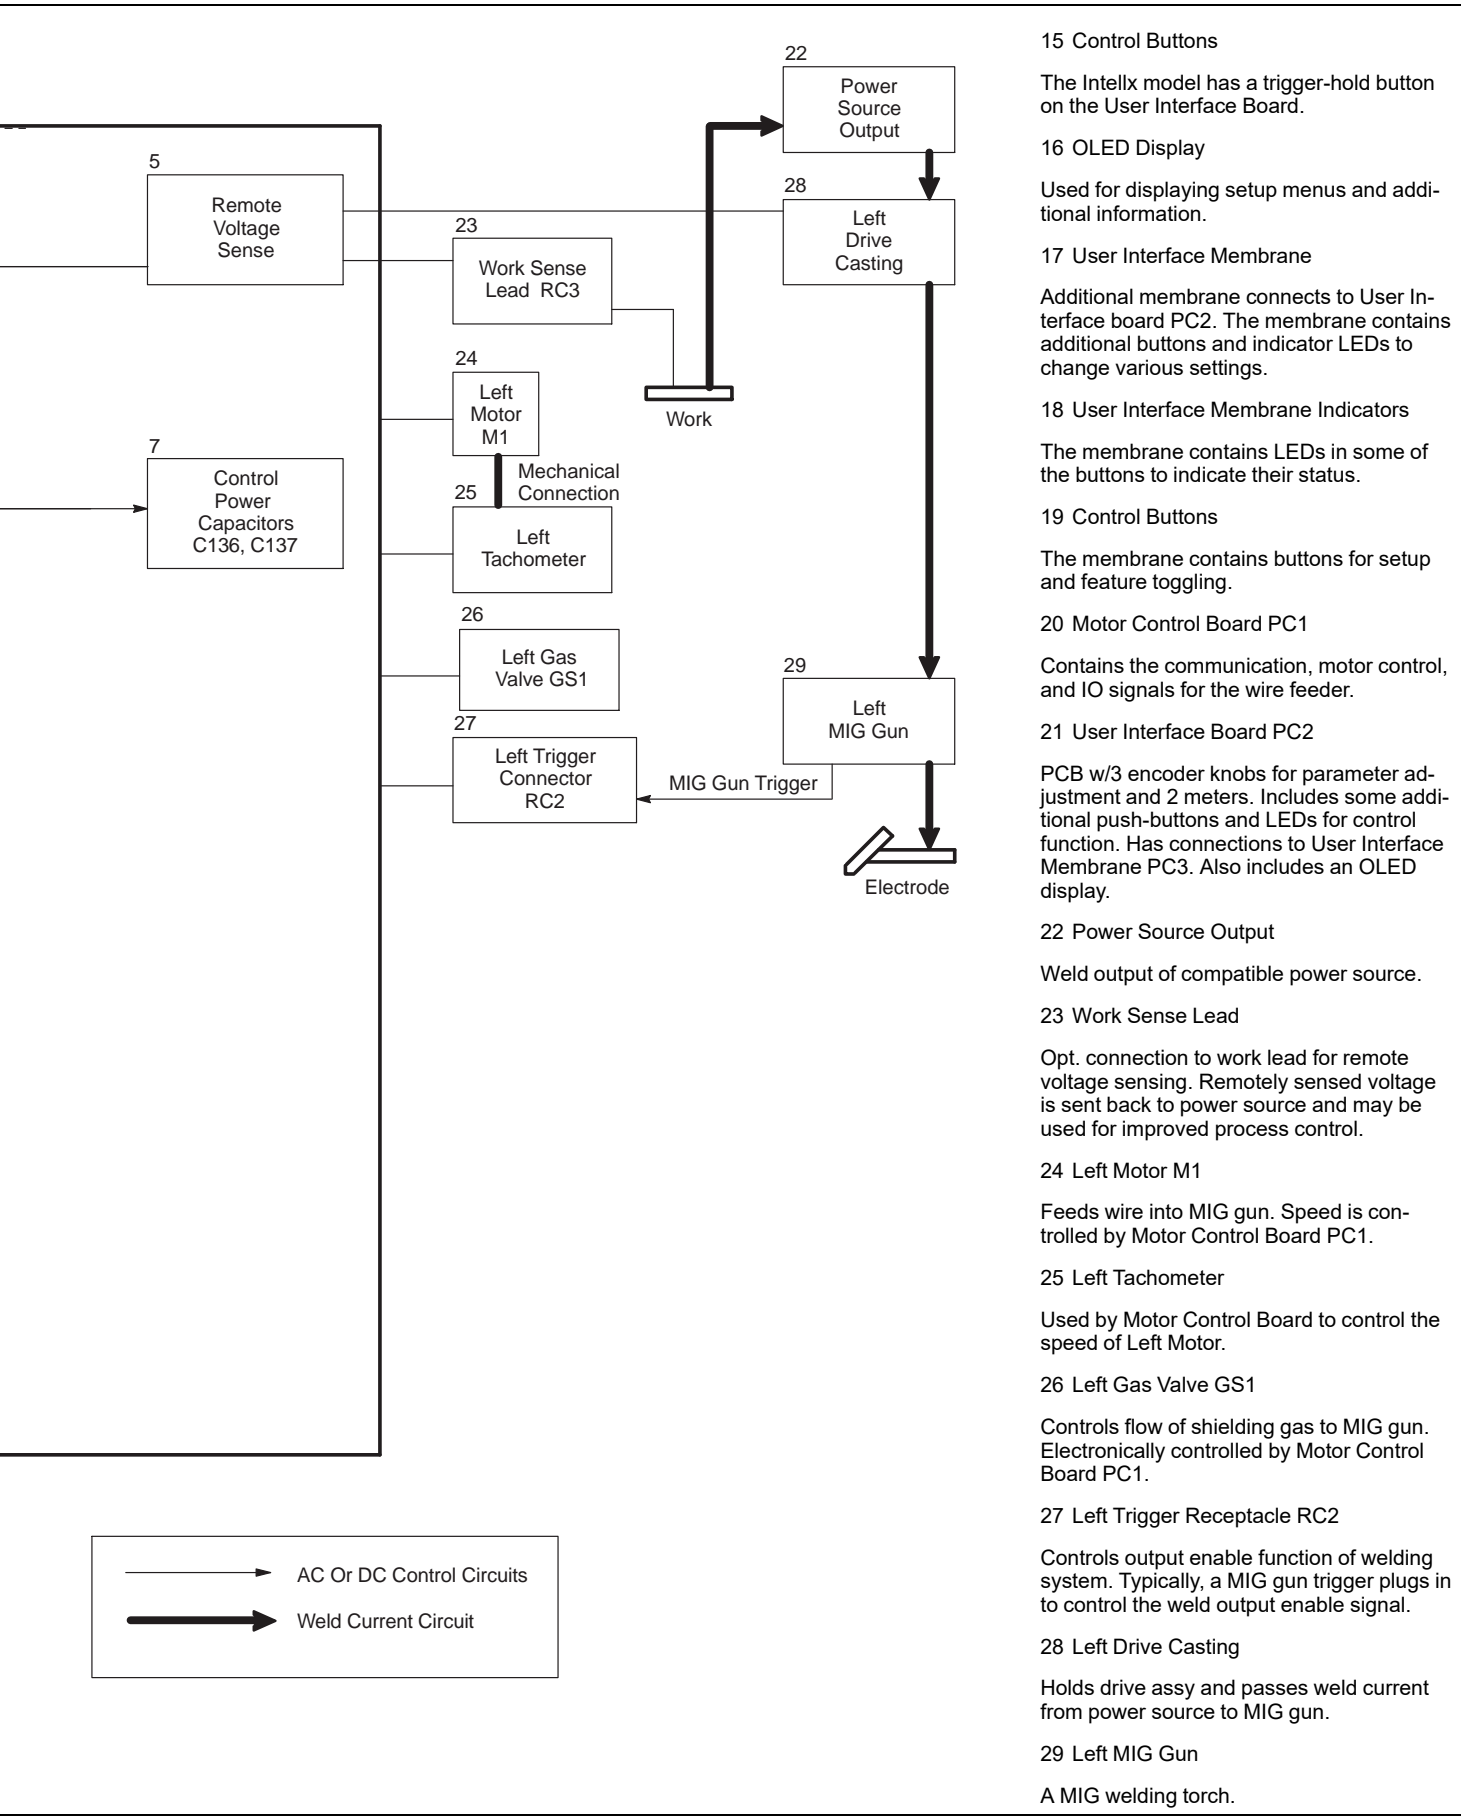 22
Power
Source
Output
5
Remote
Voltage
Sense
28
Left
Drive
Casting
23
Work Sense
Lead RC3
24
Left
Motor
M1
Work
7
Control
Power
Capacitors
C136, C137
Mechanical
Connection
25
Left
Tachometer
26
Left Gas
Valve GS1
29
Left
MIG Gun
27
Left Trigger
Connector
RC2
MIG Gun Trigger
Electrode
AC Or DC Control Circuits
Weld Current Circuit
15 Control Buttons
The Intellx model has a trigger-hold button
on the User Interface Board.
16 OLED Display
Used for displaying setup menus and addi-
tional information.
17 User Interface Membrane
Additional membrane connects to User In-
terface board PC2. The membrane contains
additional buttons and indicator LEDs to
change various settings.
18 User Interface Membrane Indicators
The membrane contains LEDs in some of
the buttons to indicate their status.
19 Control Buttons
The membrane contains buttons for setup
and feature toggling.
20 Motor Control Board PC1
Contains the communication, motor control,
and IO signals for the wire feeder.
21 User Interface Board PC2
PCB w/3 encoder knobs for parameter ad-
justment and 2 meters. Includes some addi-
tional push-buttons and LEDs for control
function. Has connections to User Interface
Membrane PC3. Also includes an OLED
display.
22 Power Source Output
Weld output of compatible power source.
23 Work Sense Lead
Opt. connection to work lead for remote
voltage sensing. Remotely sensed voltage
is sent back to power source and may be
used for improved process control.
24 Left Motor M1
Feeds wire into MIG gun. Speed is con-
trolled by Motor Control Board PC1.
25 Left Tachometer
Used by Motor Control Board to control the
speed of Left Motor.
26 Left Gas Valve GS1
Controls flow of shielding gas to MIG gun.
Electronically controlled by Motor Control
Board PC1.
27 Left Trigger Receptacle RC2
Controls output enable function of welding
system. Typically, a MIG gun trigger plugs in
to control the weld output enable signal.
28 Left Drive Casting
Holds drive assy and passes weld current
from power source to MIG gun.
29 Left MIG Gun
A MIG welding torch.